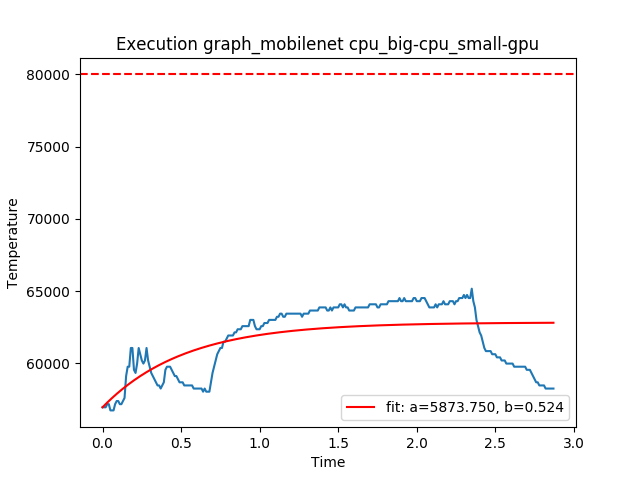 Execution graph_mobilenet cpu_big-cpu_small-gpu
80000
75000
70000
65000
60000
Temperature
fit: a=5873.750, b=0.524
0.0 0.5 1.0 1.5 2.0 2.5 3.0
Time